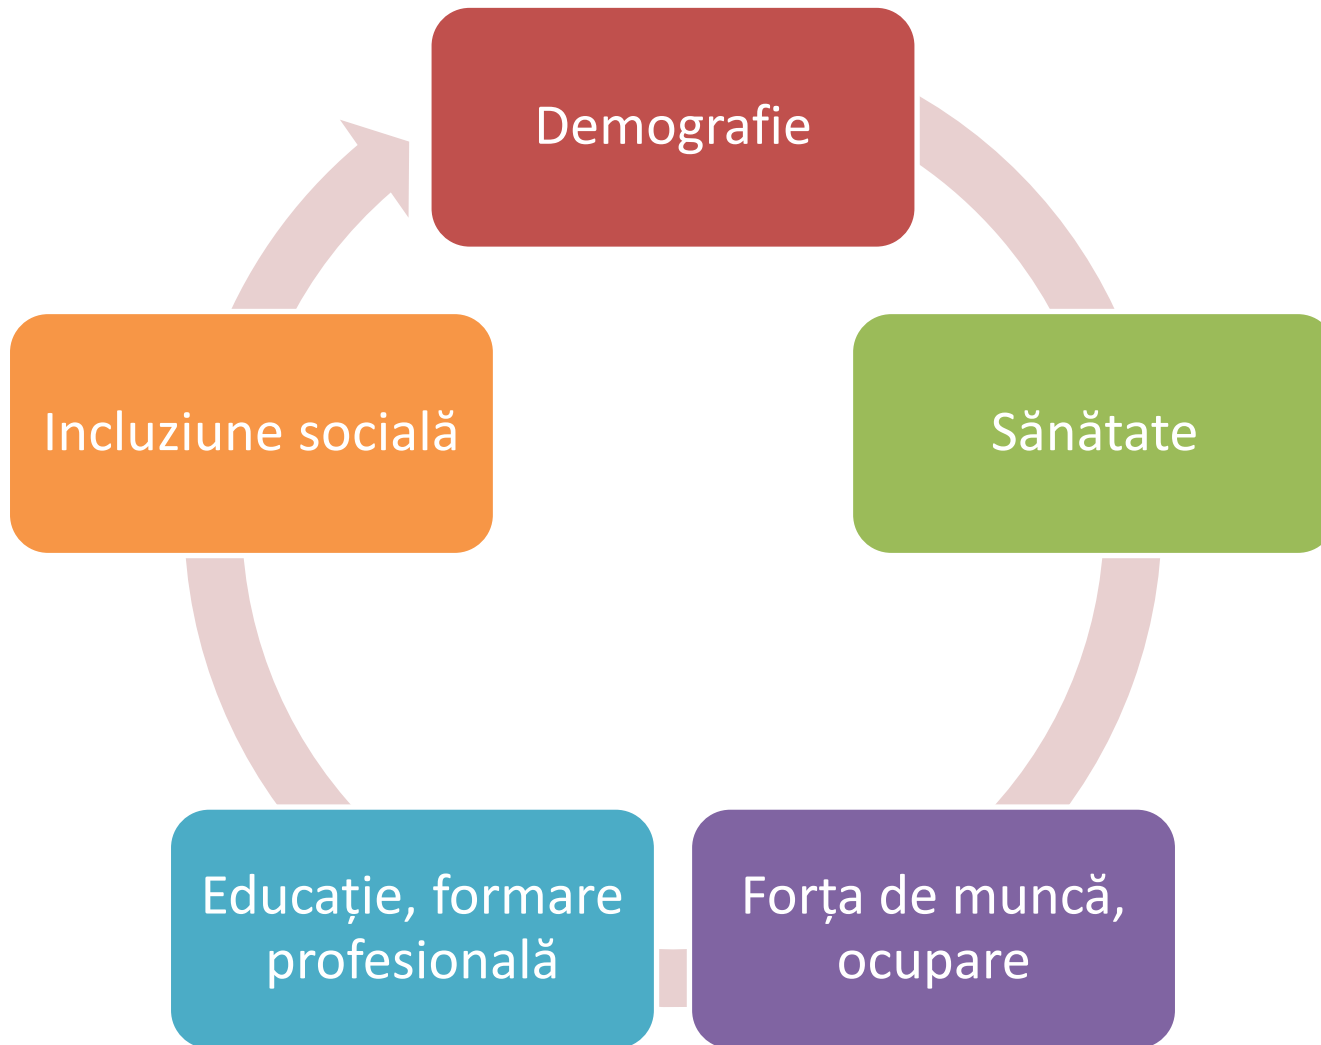 Demografie
Sănătate
Forța de muncă,
ocupare
Educație, formare
profesională
Incluziune socială